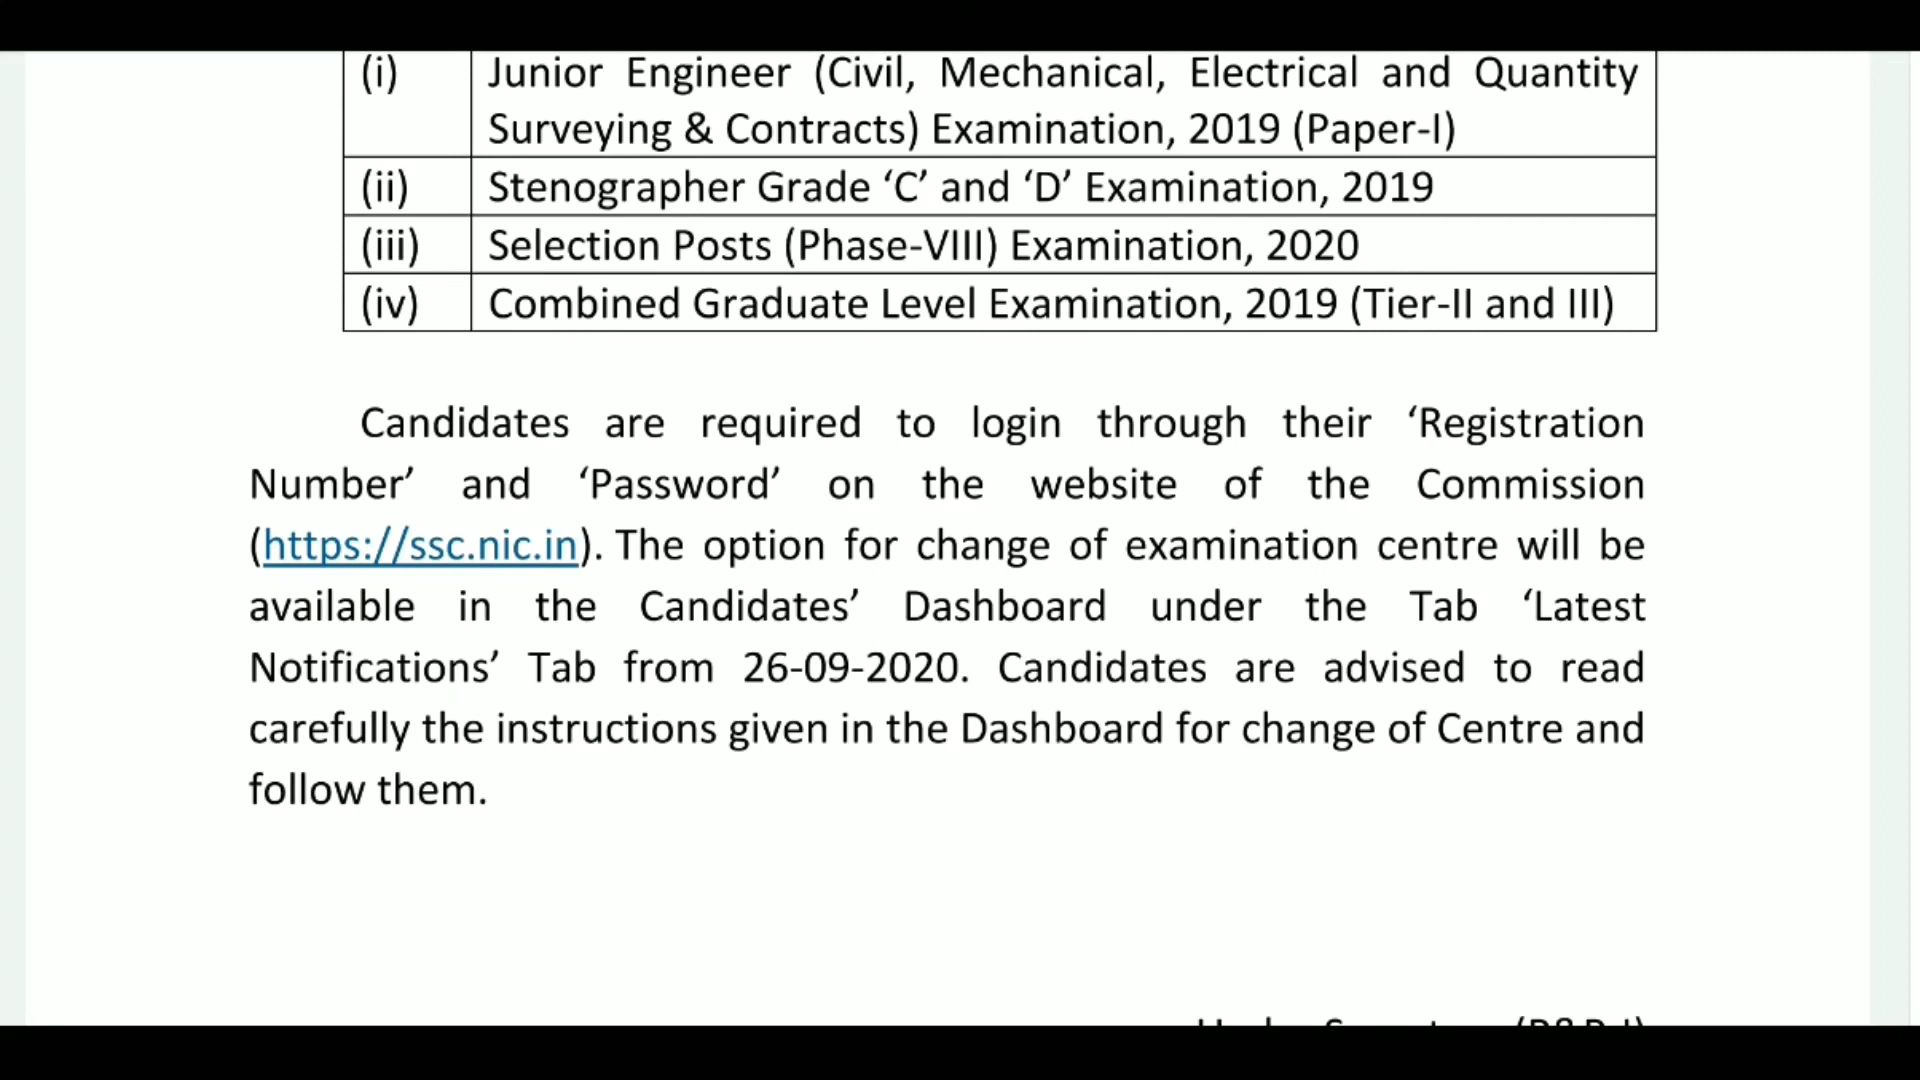 (i) Junior Engineer (Civil, Mechanical, Electrical and Quantity
Surveying & Contracts) Examination, 2019 (Paper-I)
(ii) Stenographer Grade ‘C’ and ‘D’ Examination, 2019
(iii) Selection Posts (Phase-VIII) Examination, 2020
(iv) Combined Graduate Level Examination, 2019 (Tier-II and III)
Candidates are required to login through their ‘Registration
Number’ and ‘Password’ on the website of the Commission
(https://ssc.nic.in). The option for change of examination centre will be
available in the Candidates’ Dashboard under the Tab ‘Latest
Notifications’ Tab from 26-09-2020. Candidates are advised to read
carefully the instructions given in the Dashboard for change of Centre and
follow them.